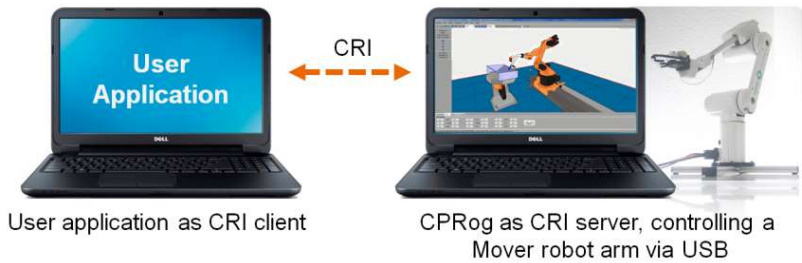 User
Application
CRI
DELL
DELL
User application as CRI client
CPRog as CRI server, controlling a
Mover robot arm via USB